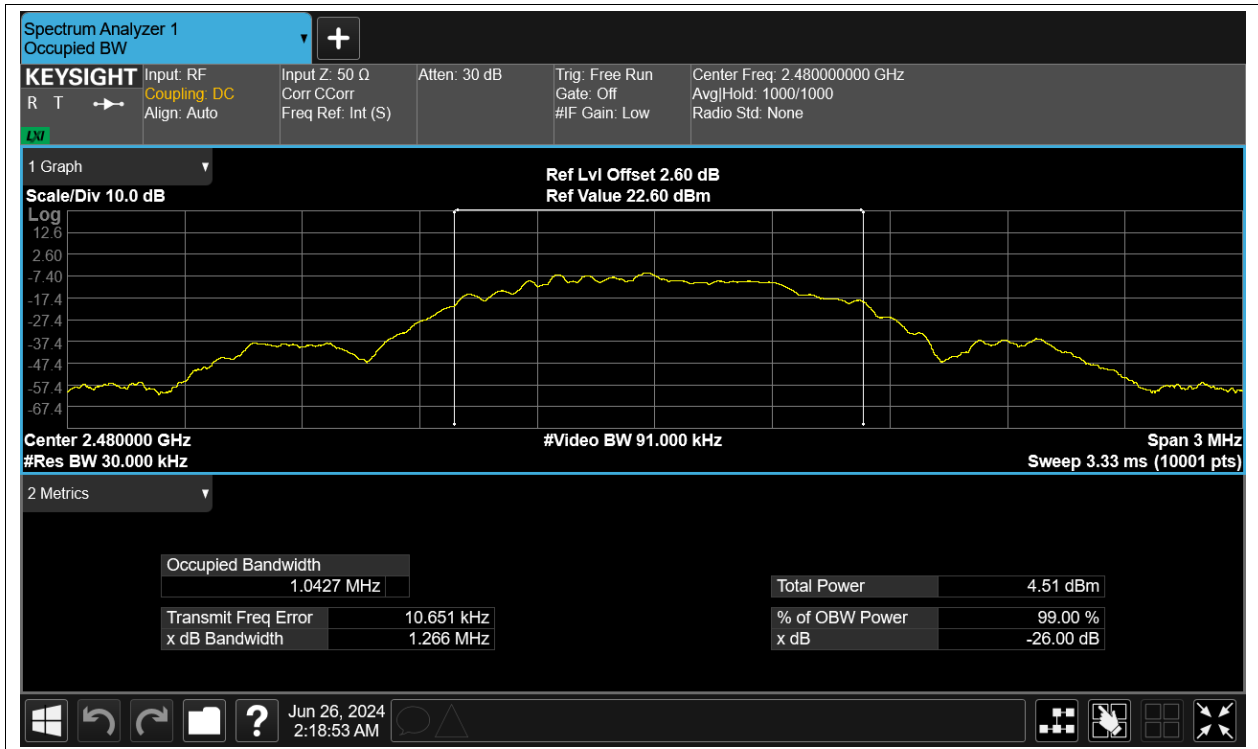 Spectrum Analyzer 1
Occupied BW
+
KEYSIGHT Input: RF Input Z: 50 Ω Atten: 30 dB Trig: Free Run Center Freq: 2.480000000 GHz
R T Coupling: DC Corr CCorr Gate: Off Avg|Hold: 1000/1000
Align: Auto Freq Ref: Int (S) #IF Gain: Low Radio Std: None
LXI
1 Graph
Ref Lvl Offset 2.60 dB
Scale/Div 10.0 dB Ref Value 22.60 dBm
Log
12.6
2.60
-7.40
-17.4
-27.4
-37.4
-47.4
-57.4
-67.4
Center 2.480000 GHz #Video BW 91.000 kHz Span 3 MHz
#Res BW 30.000 kHz Sweep 3.33 ms (10001 pts)
2 Metrics
Occupied Bandwidth
1.0427 MHz Total Power 4.51 dBm
Transmit Freq Error 10.651 kHz % of OBW Power 99.00 %
x dB Bandwidth 1.266 MHz x dB -26.00 dB
? Jun 26, 2024
2:18:53 AM